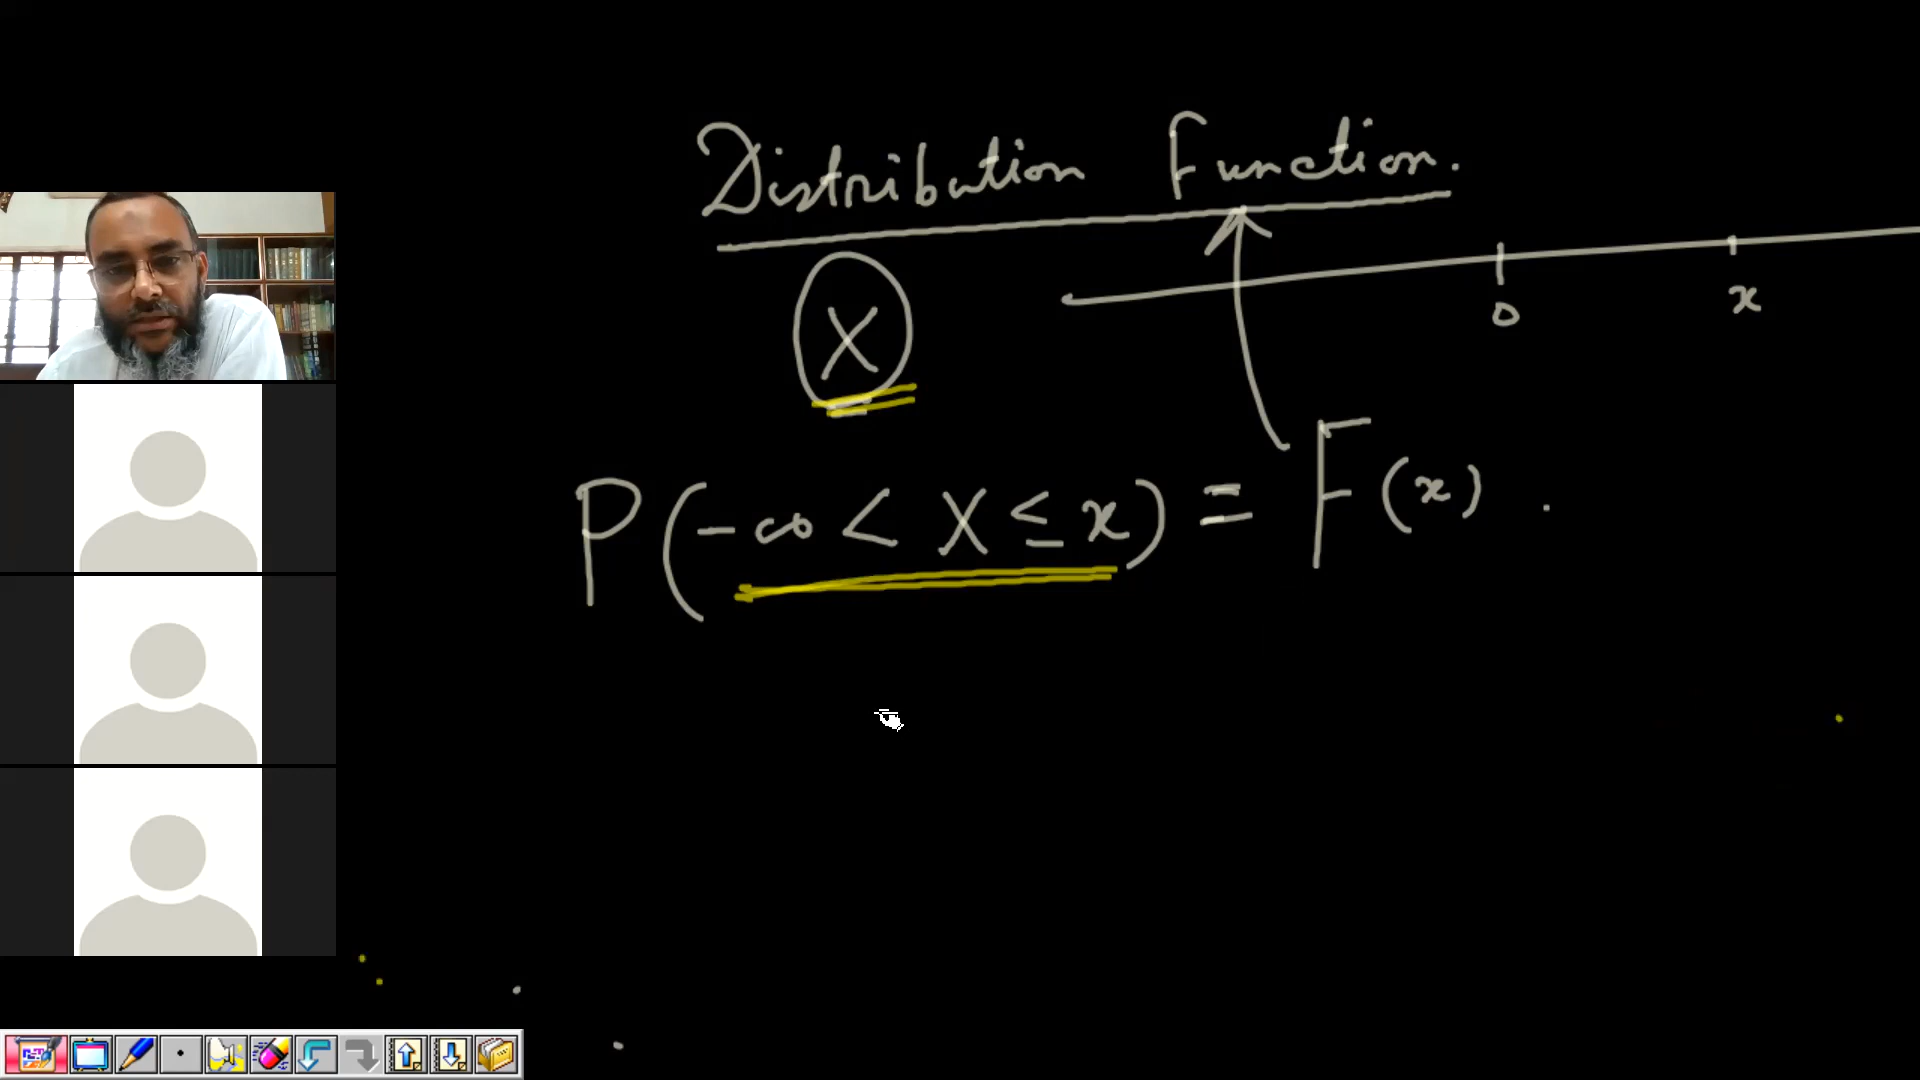 Distribution Function.
X
0 x
P(-∞ < X ≤ x) = F(x).